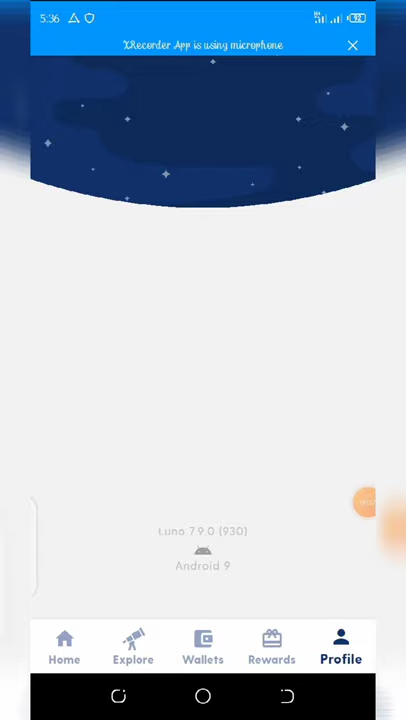 5:36
XRecorder App is using microphone
Luno 7.9.0 (930)
Android 9
Home Explore Wallets Rewards Profile